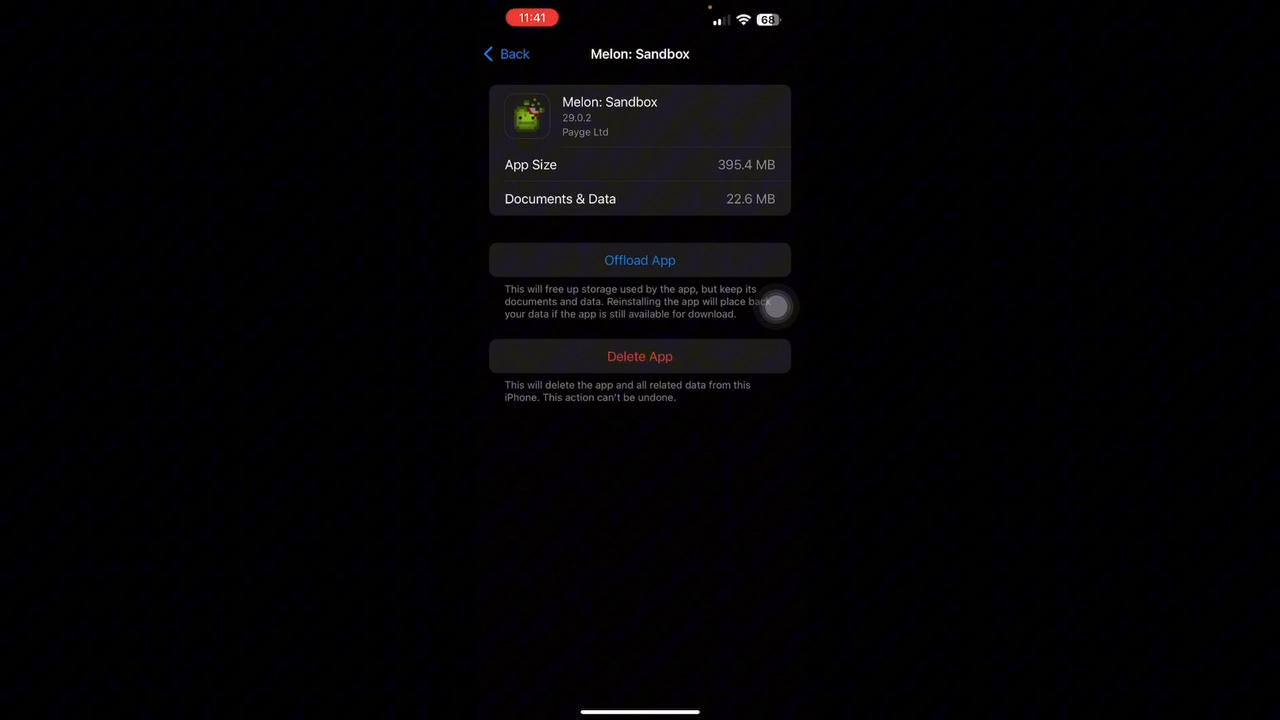 11:41
68
Back
Melon: Sandbox
Melon: Sandbox
29.0.2
Payge Ltd
App Size
395.4 MB
Documents & Data
22.6 MB
Offload App
This will free up storage used by the app, but keep its
documents and data. Reinstalling the app will place back
your data if the app is still available for download.
Delete App
This will delete the app and all related data from this
iPhone. This action can't be undone.